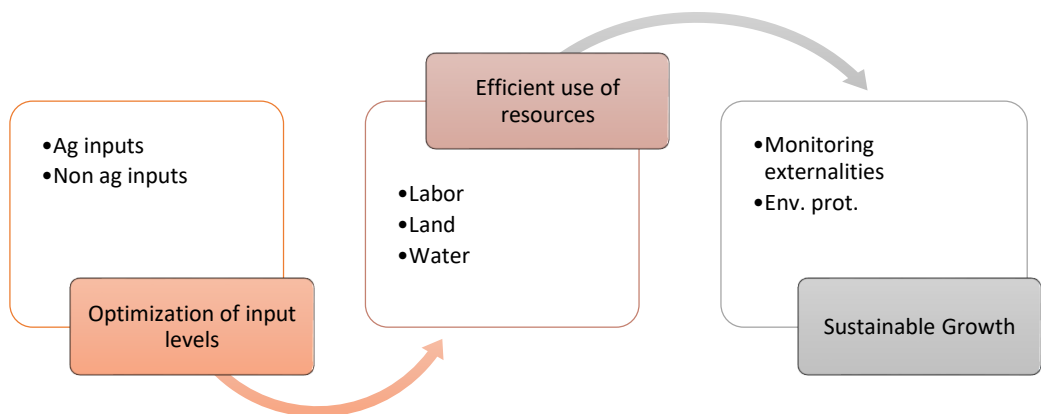 •Ag inputs
•Non ag inputs
Optimization of input
levels
Efficient use of
resources
•Labor
•Land
•Water
•Monitoring
externalities
•Env. prot.
Sustainable Growth